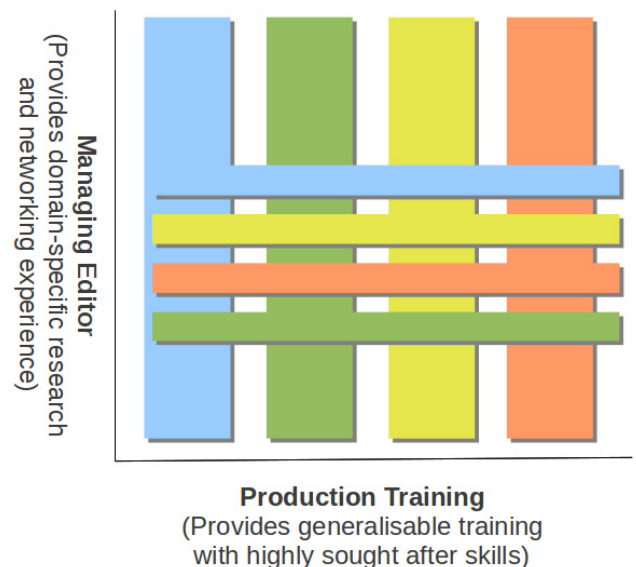 Managing Editor
(Provides domain-specific research
and networking experience)
Production Training
(Provides generalisable training
with highly sought after skills)